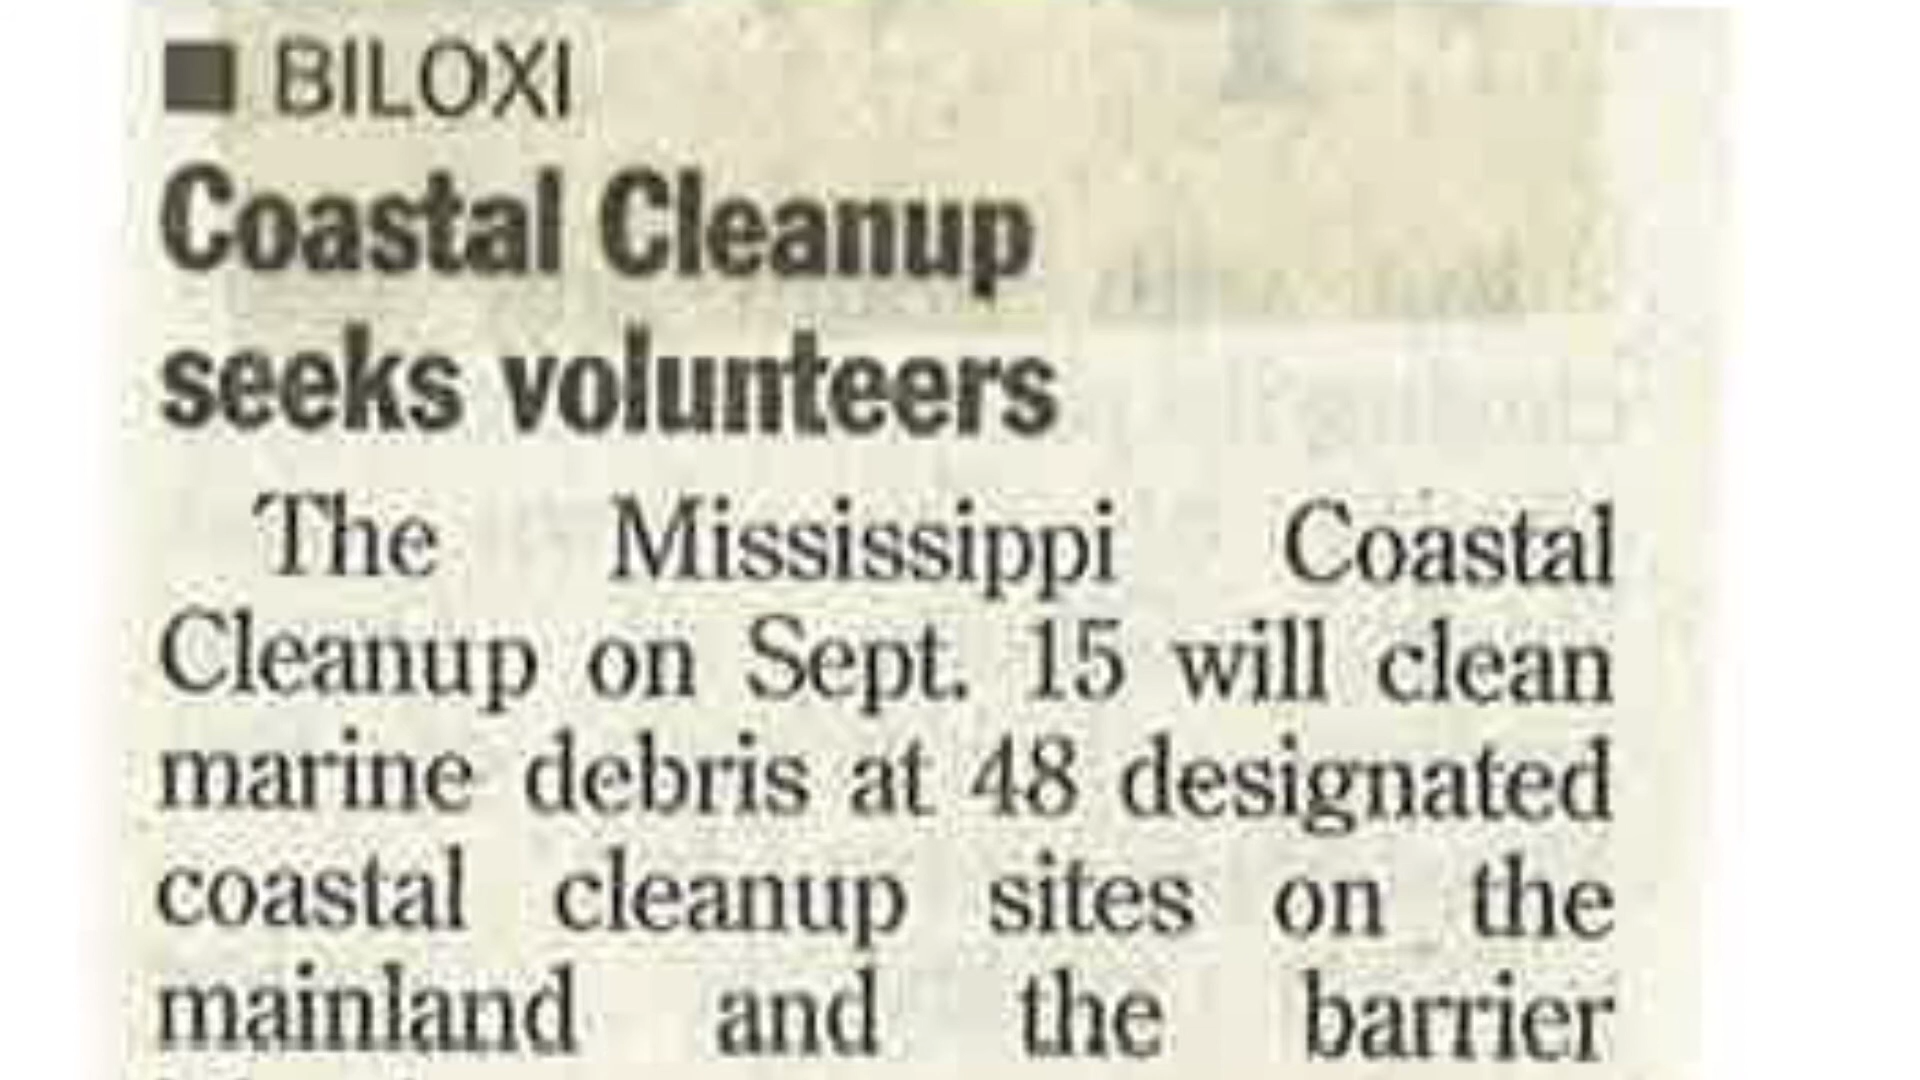 ■ BILOXI
Coastal Cleanup
seeks volunteers
The Mississippi Coastal
Cleanup on Sept. 15 will clean
marine debris at 48 designated
coastal cleanup sites on the
mainland and the barrier